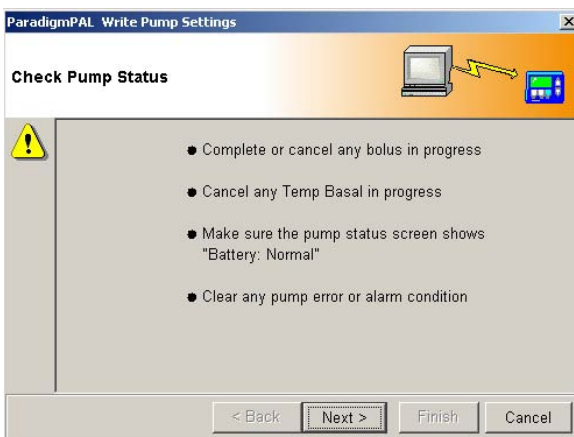 ParadigmPAL Write Pump Settings
Check Pump Status
Complete or cancel any bolus in progress
Cancel any Temp Basal in progress
Make sure the pump status screen shows
"Battery: Normal"
Clear any pump error or alarm condition
< Back Next > Finish Cancel